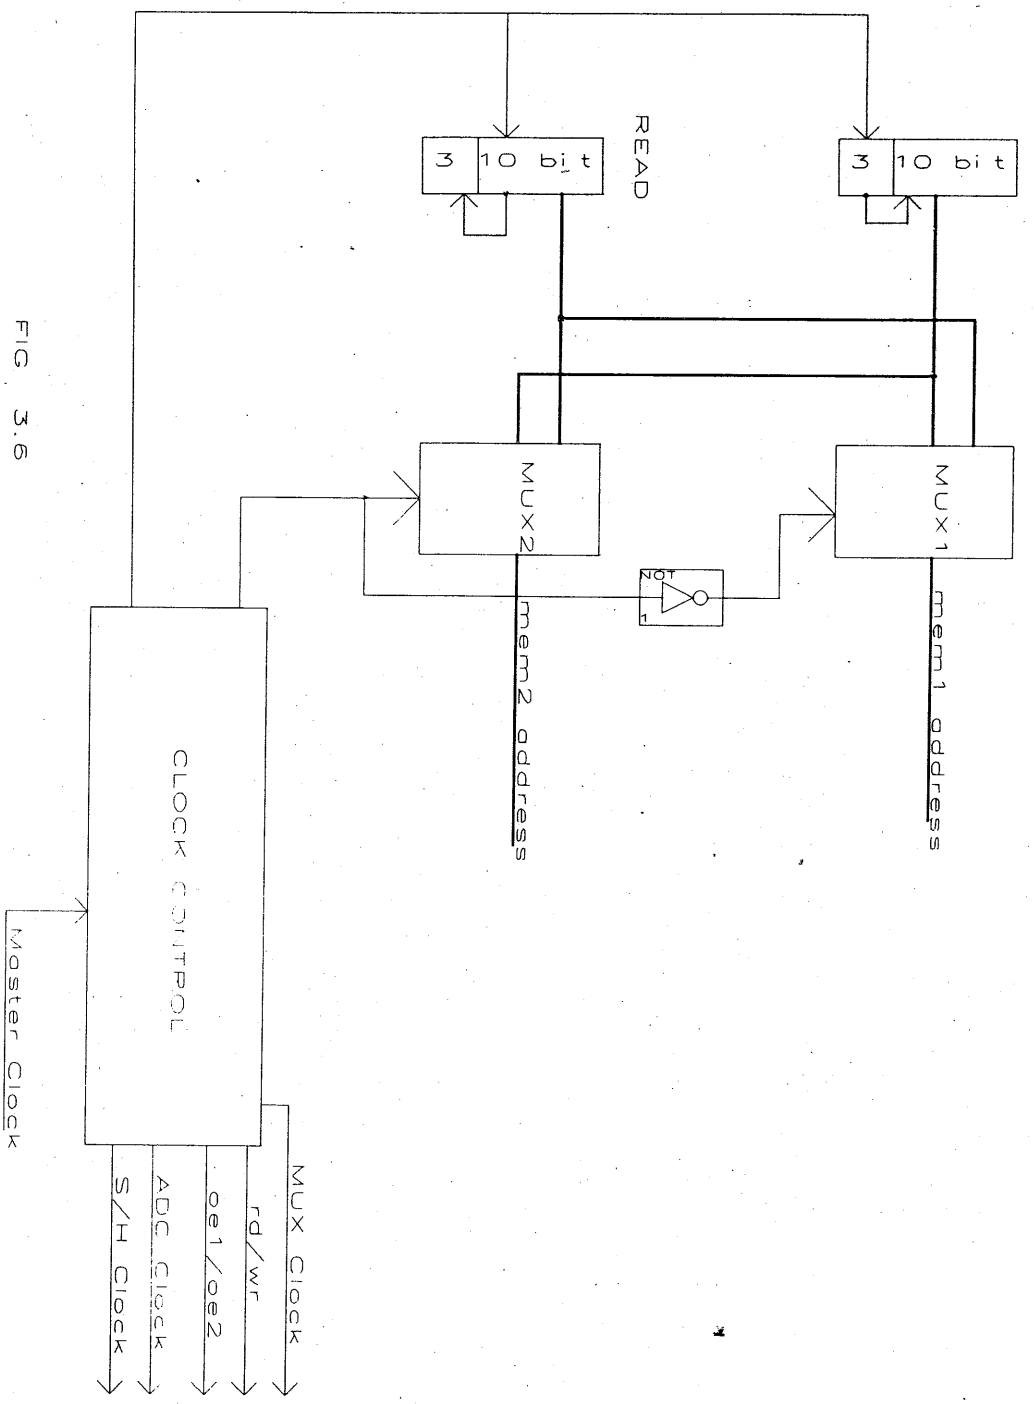 3 10 bit
3 10 bit
READ
MUX2
MUX1
NOT
1
mem2 address
mem1 address
CLOCK CONTROL
Master Clock
MUX Clock
rd/wr
oe1/oe2
ADC Clock
S/H Clock
FIG 3.6